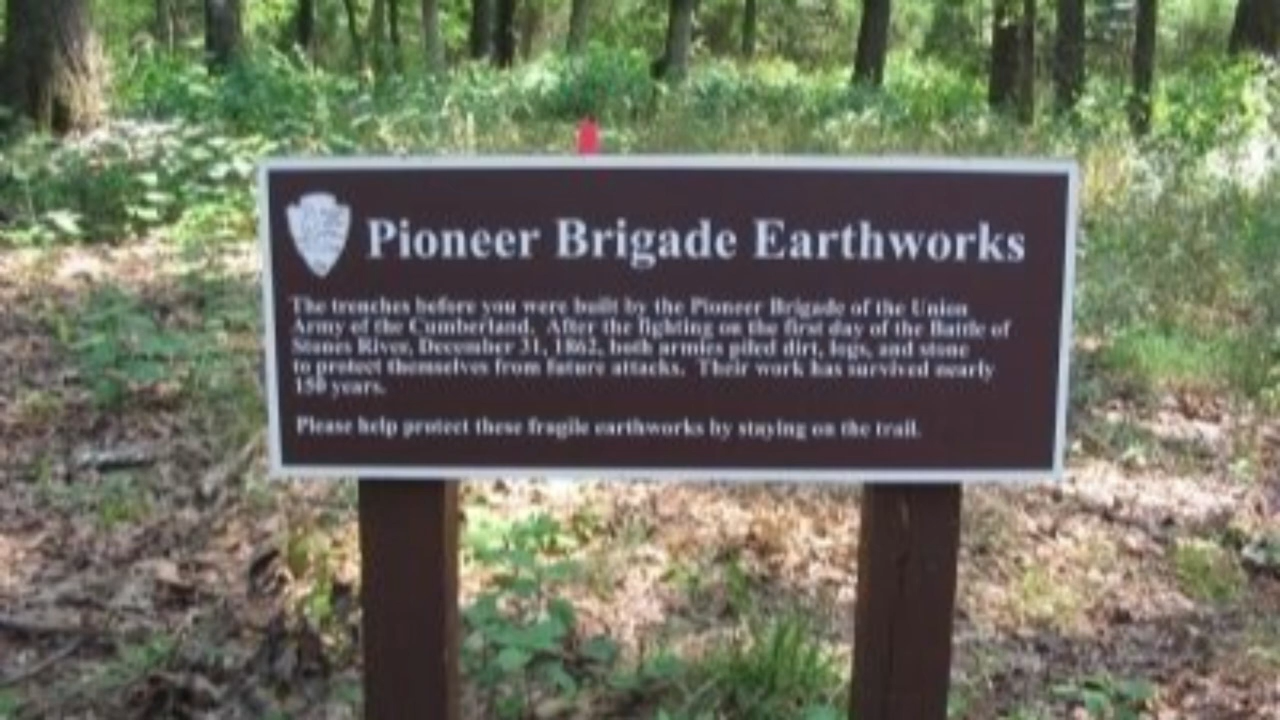 Pioneer Brigade Earthworks
The trenches before you were built by the Pioneer Brigade of the Union
Army of the Cumberland. After the fighting on the first day of the Battle of
Stones River, December 31, 1862, both armies piled dirt, logs, and stone
to protect themselves from future attacks. Their work has survived nearly
150 years.
Please help protect these fragile earthworks by staying on the trail.